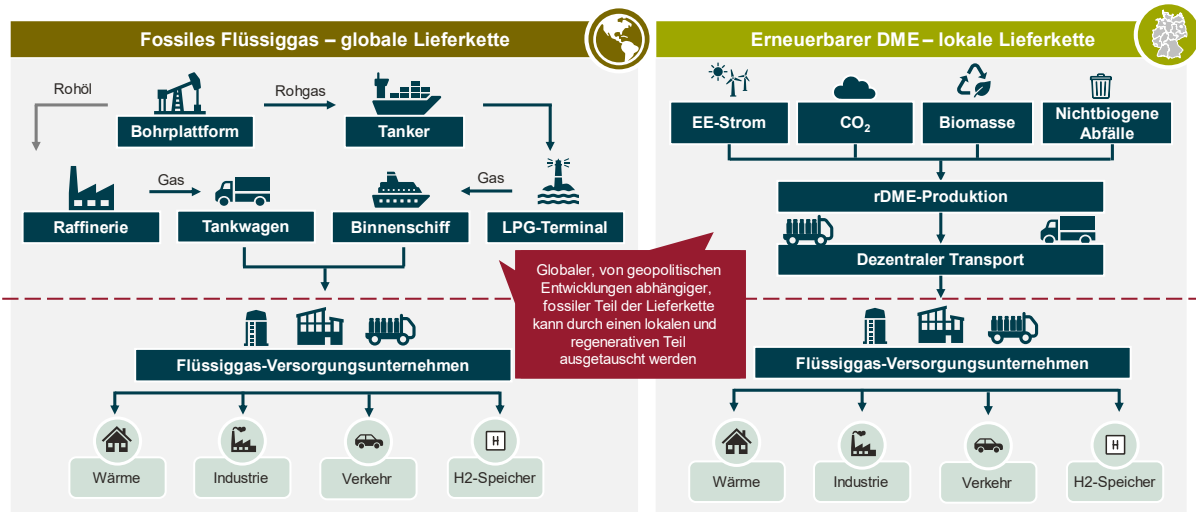 Fossiles Flüssiggas – globale Lieferkette
Rohöl
Rohgas
Bohrplattform
Tanker
Gas
Gas
Raffinerie
Tankwagen
Binnenschiff
LPG-Terminal
Flüssiggas-Versorgungsunternehmen
Wärme
Industrie
Verkehr
H2-Speicher
H
Globaler, von geopolitischen
Entwicklungen abhängiger,
fossiler Teil der Lieferkette
kann durch einen lokalen und
regenerativen Teil
ausgetauscht werden
Erneuerbarer DME – lokale Lieferkette
EE-Strom
CO₂
Biomasse
Nichtbiogene
Abfälle
rDME-Produktion
Dezentraler Transport
Flüssiggas-Versorgungsunternehmen
Wärme
Industrie
Verkehr
H2-Speicher
H